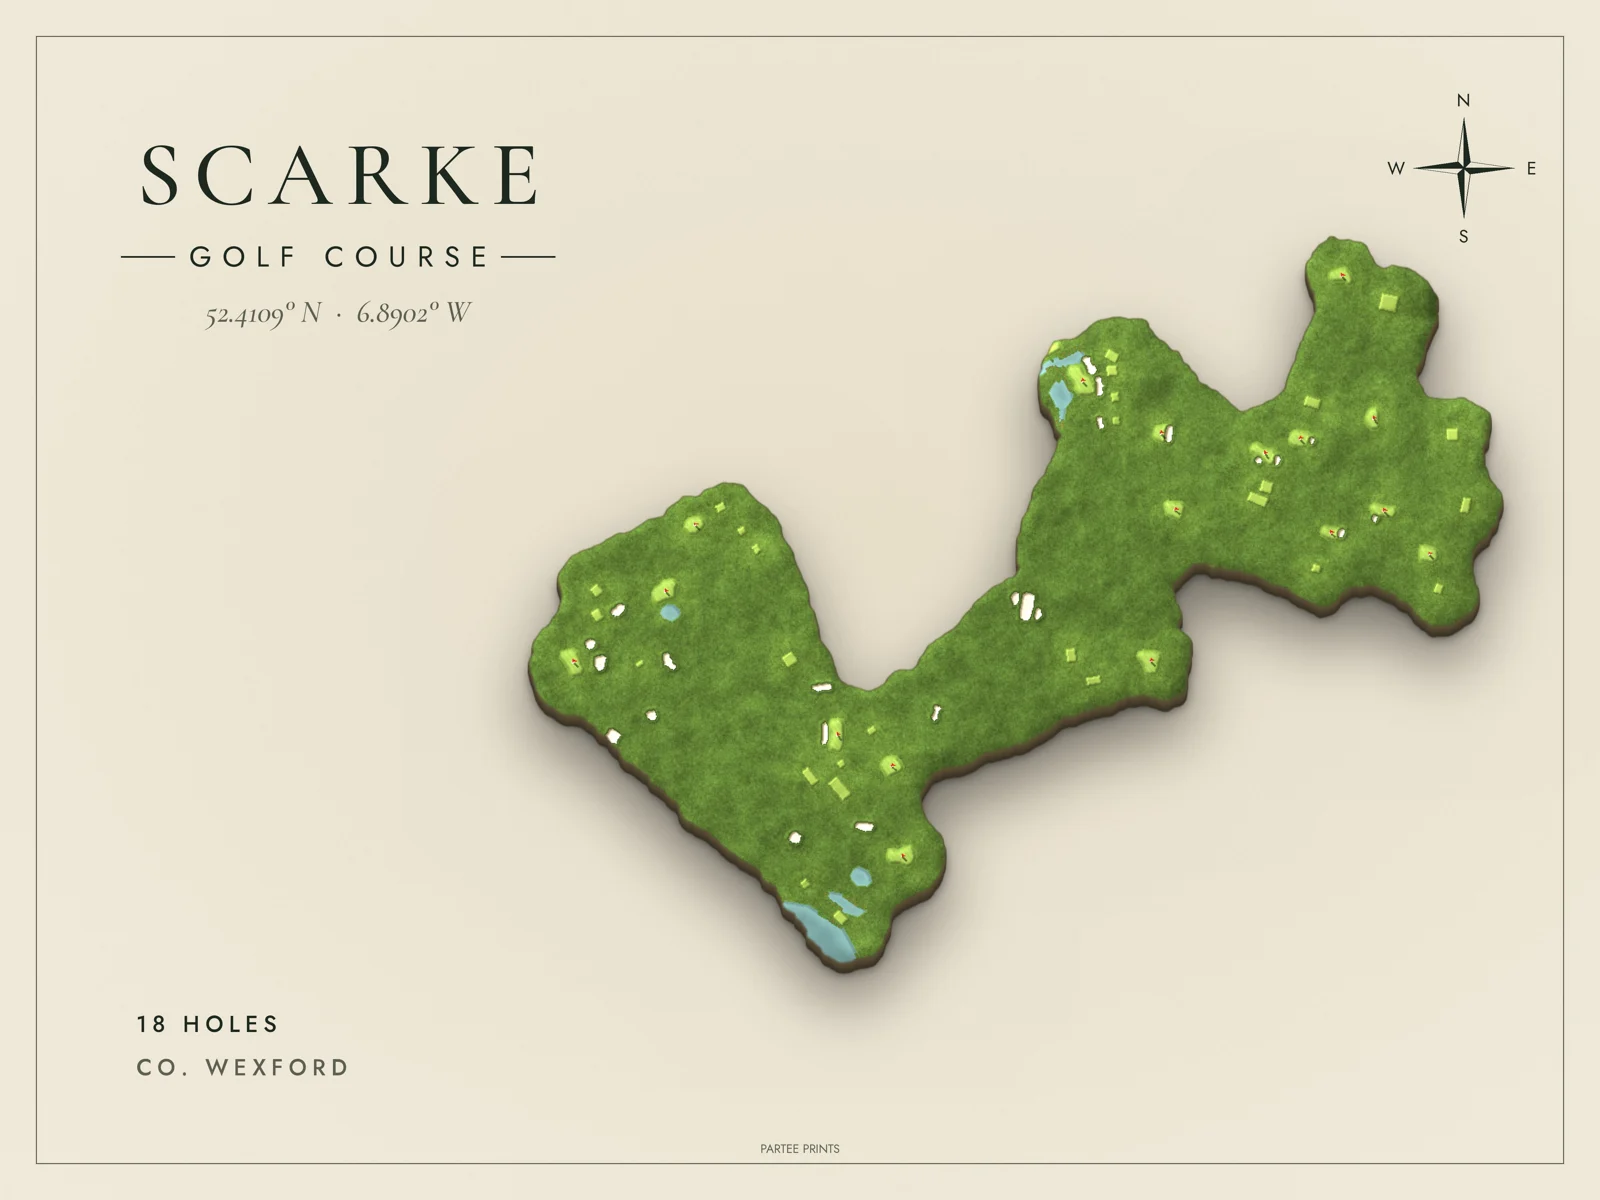 SCARKE
GOLF COURSE
52.4109° N · 6.8902° W
N
W E
S
18 HOLES
CO. WEXFORD
PARTEE PRINTS